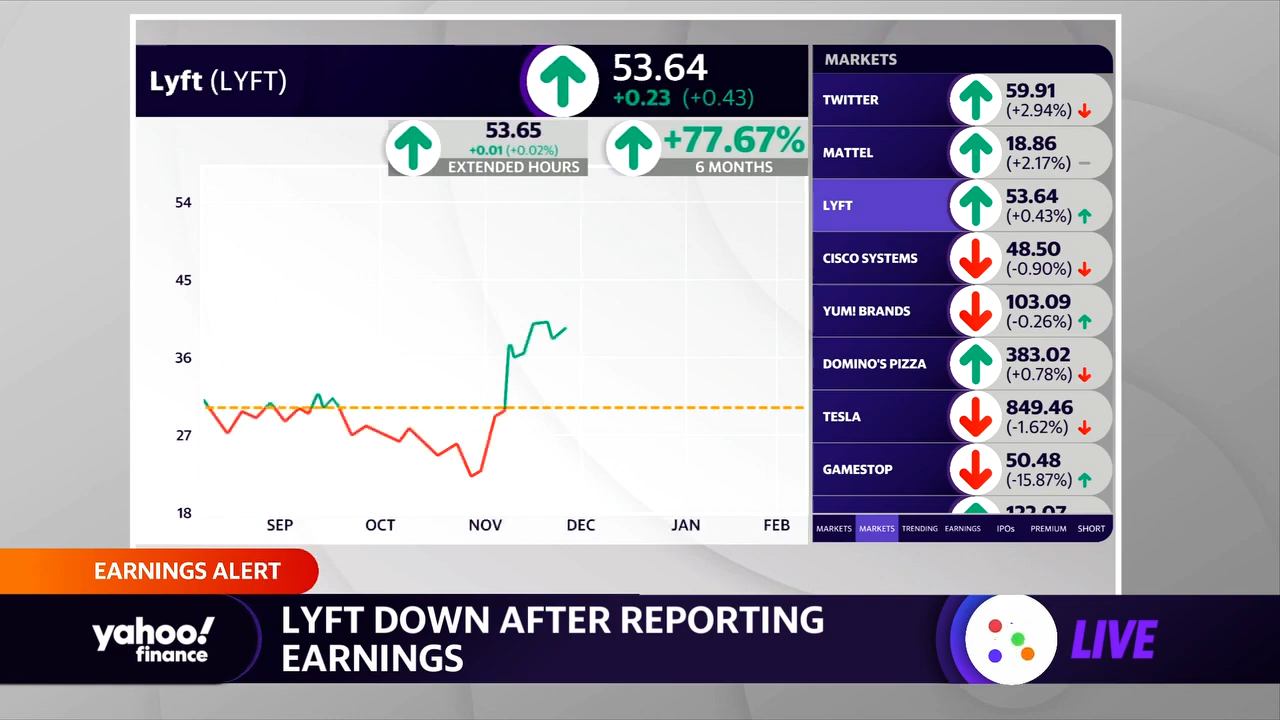 Lyft (LYFT)
53.64
+0.23 (+0.43)
53.65
+0.01 (+0.02%)
EXTENDED HOURS
+77.67%
6 MONTHS
54
45
36
27
18
SEP OCT NOV DEC JAN FEB
MARKETS
TWITTER
59.91
(+2.94%)
MATTEL
18.86
(+2.17%)
LYFT
53.64
(+0.43%)
CISCO SYSTEMS
48.50
(-0.90%)
YUM! BRANDS
103.09
(-0.26%)
DOMINO'S PIZZA
383.02
(+0.78%)
TESLA
849.46
(-1.62%)
GAMESTOP
50.48
(-15.87%)
MARKETS MARKETS TRENDING EARNINGS IPOs PREMIUM SHORT
EARNINGS ALERT
yahoo!
finance
LYFT DOWN AFTER REPORTING
EARNINGS
LIVE